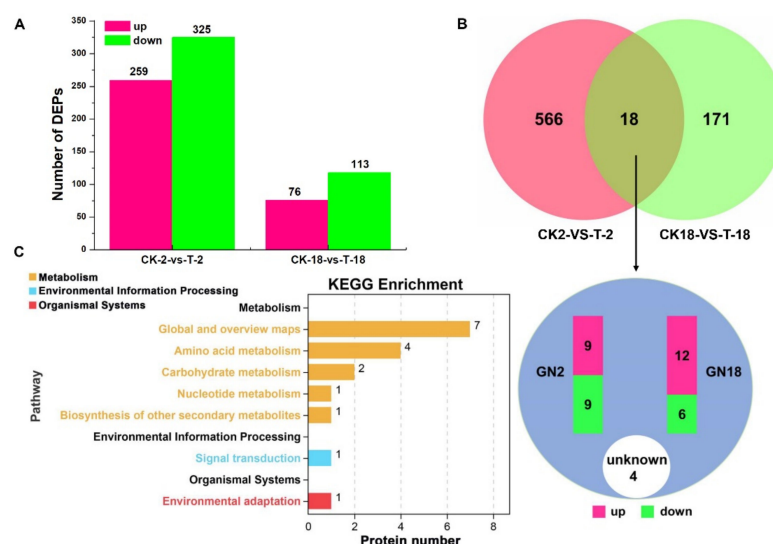 A
Number of DEPs
350
300
250
200
150
100
50
0
up
down
259
325
76
113
CK-2-vs-T-2
CK-18-vs-T-18
B
566
18
171
CK2-VS-T-2
CK18-VS-T-18
GN2
9
9
12
6
GN18
unknown
4
up
down
C
Metabolism
Environmental Information Processing
Organismal Systems
KEGG Enrichment
Pathway
Metabolism
Global and overview maps
7
Amino acid metabolism
4
Carbohydrate metabolism
2
Nucleotide metabolism
1
Biosynthesis of other secondary metabolites
1
Environmental Information Processing
Signal transduction
1
Organismal Systems
Environmental adaptation
1
0
2
4
6
8
Protein number